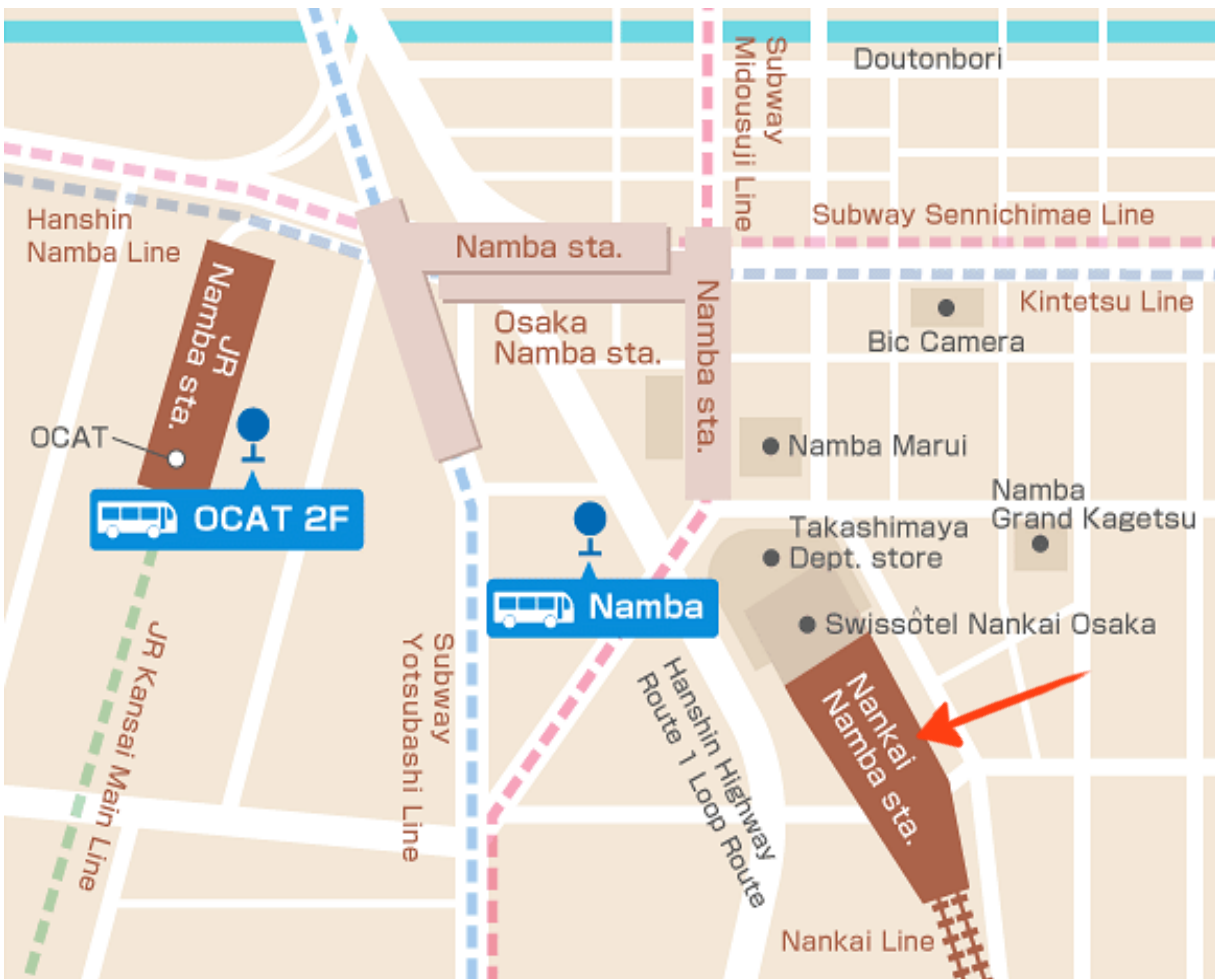 Doutonbori
Subway
Midousuji Line
Hanshin
Namba Line
Subway Sennichimae Line
Namba sta.
Kintetsu Line
JR
Namba sta.
Osaka
Namba sta.
Namba sta.
Bic Camera
OCAT
Namba Marui
OCAT 2F
Namba
Grand Kagetsu
Takashimaya
Dept. store
Namba
Swissôtel Nankai Osaka
JR Kansai Main Line
Subway
Yotsubashi Line
Hanshin Highway
Route 1 Loop Route
Nankai
Namba sta.
Nankai Line